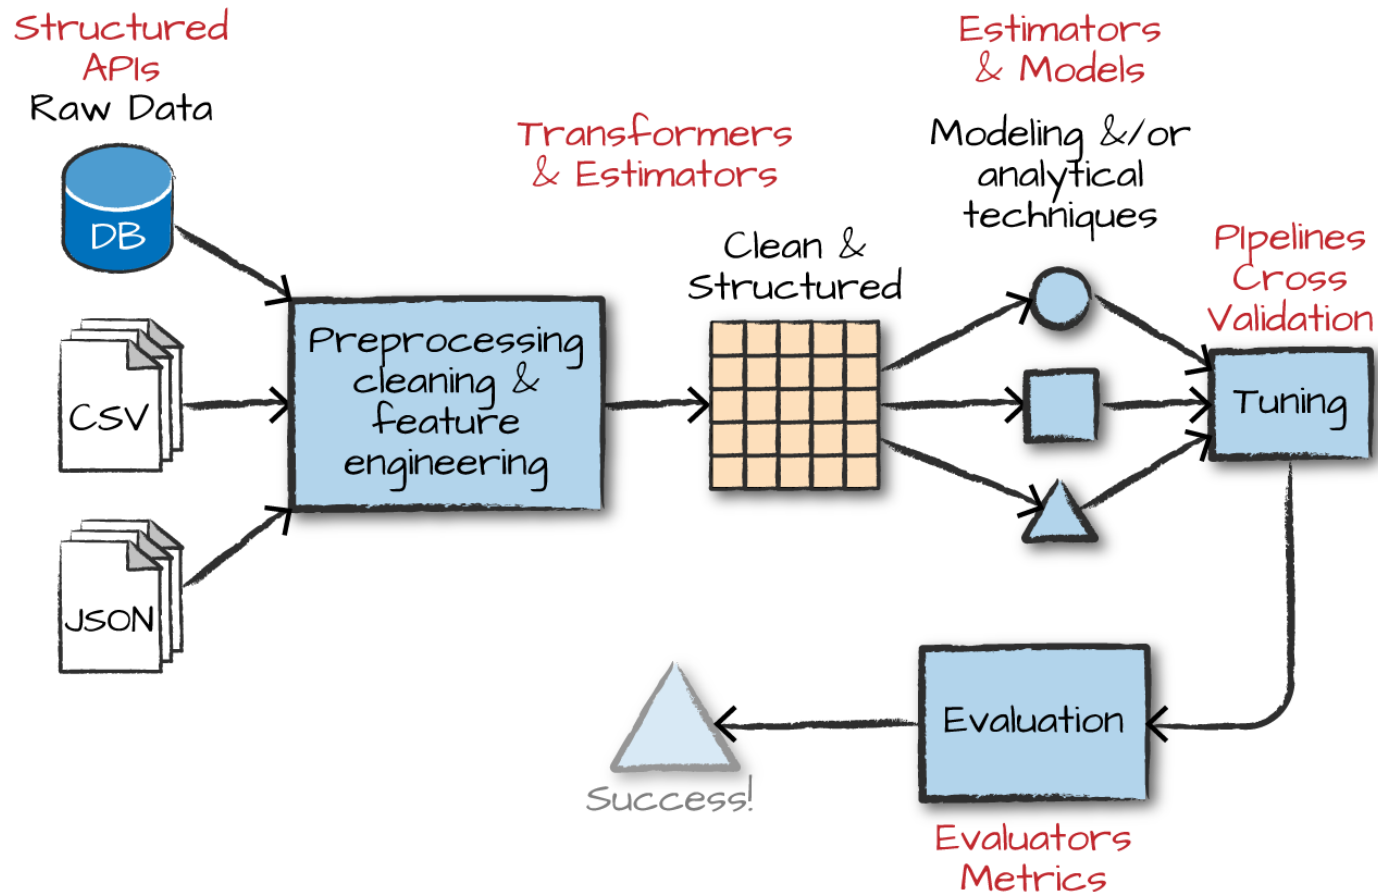 Structured
APIs
Raw Data
DB
CSV
JSON
Preprocessing
cleaning &
feature
engineering
Transformers
& Estimators
Clean &
Structured
Estimators
& Models
Modeling &/or
analytical
techniques
PIpelines
Cross
Validation
Tuning
Evaluation
Evaluators
Metrics
Success!